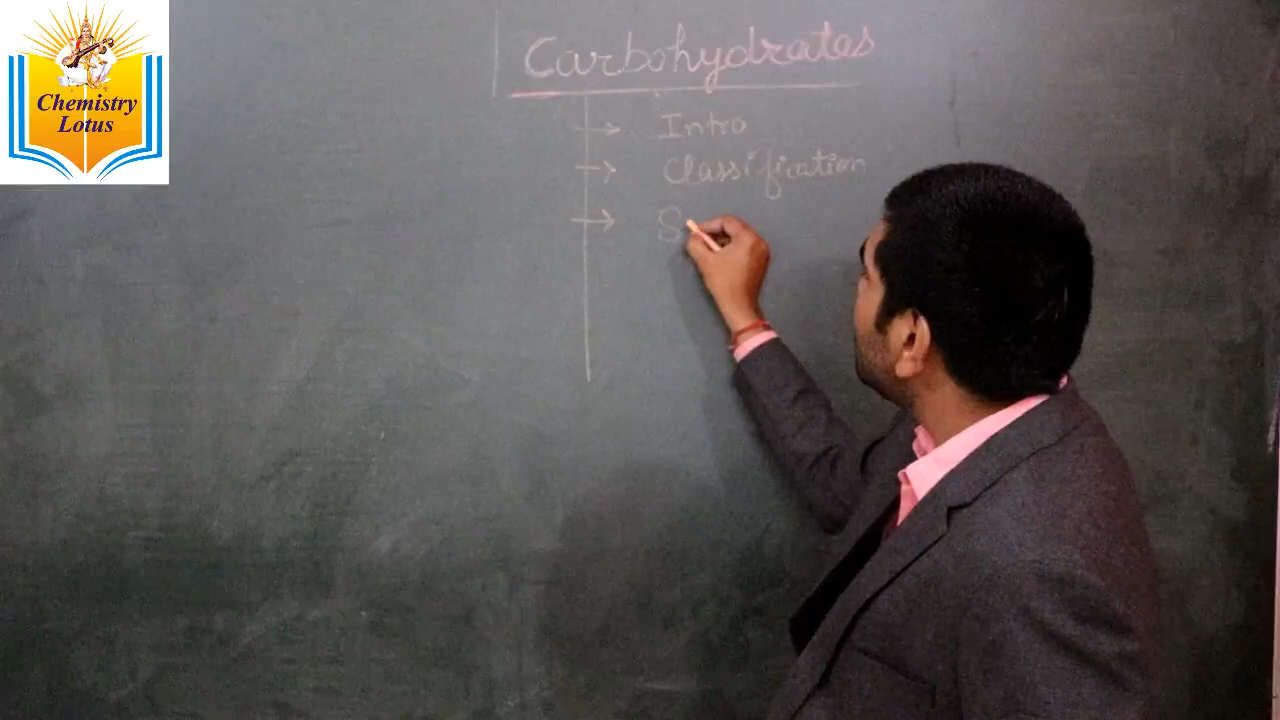 Chemistry
Lotus
Carbohydrates
→ Intro
→ Classification
→ S